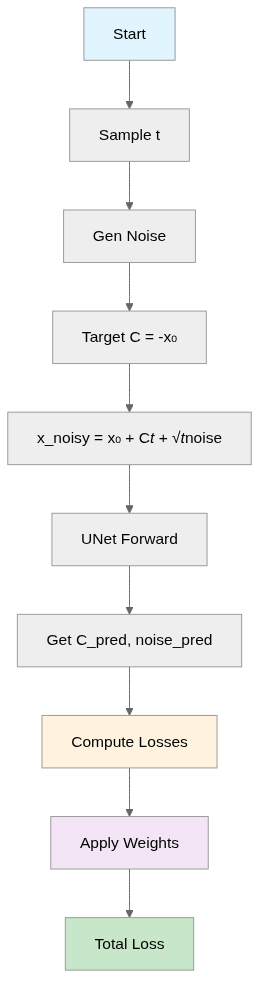 Start
Sample t
Gen Noise
Target C = -x₀
x_noisy = x₀ + C𝑡 + √𝑡noise
UNet Forward
Get C_pred, noise_pred
Compute Losses
Apply Weights
Total Loss